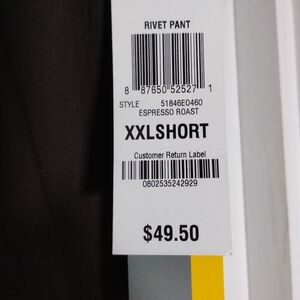 RIVET PANT
8 87650 52527 1
STYLE 51846E0460
ESPRESSO ROAST
XXLSHORT
Customer Return Label
0802535242929
$49.50